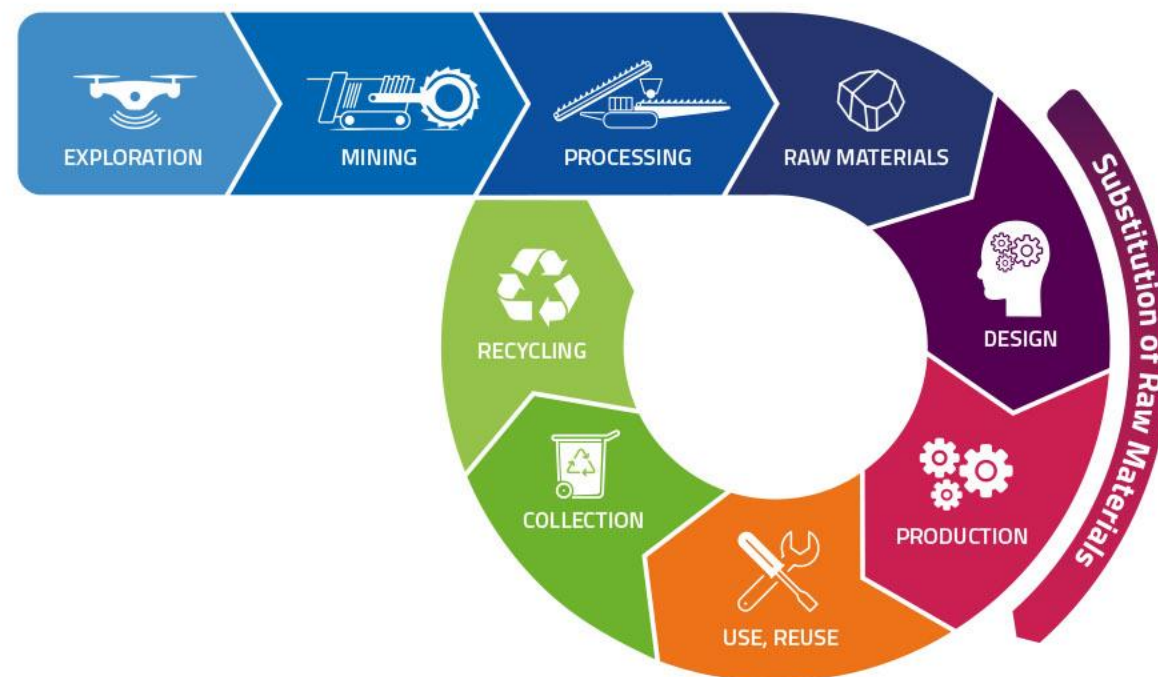 EXPLORATION
MINING
PROCESSING
RAW MATERIALS
DESIGN
Substitution of Raw Materials
PRODUCTION
USE, REUSE
COLLECTION
RECYCLING